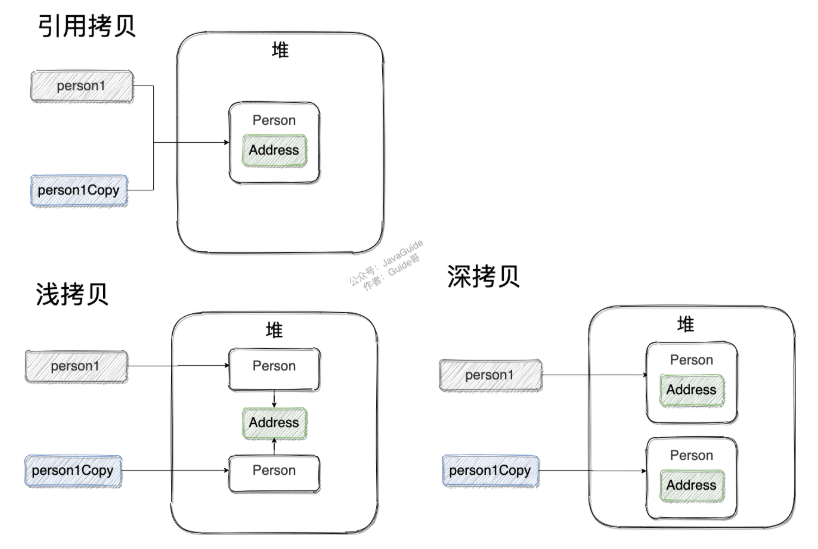 引用拷贝
堆
person1
Person
Address
person1Copy
公众号：JavaGuide
作者：Guide哥
浅拷贝
堆
person1
Person
Address
person1Copy
Person
深拷贝
堆
person1
Person
Address
person1Copy
Person
Address